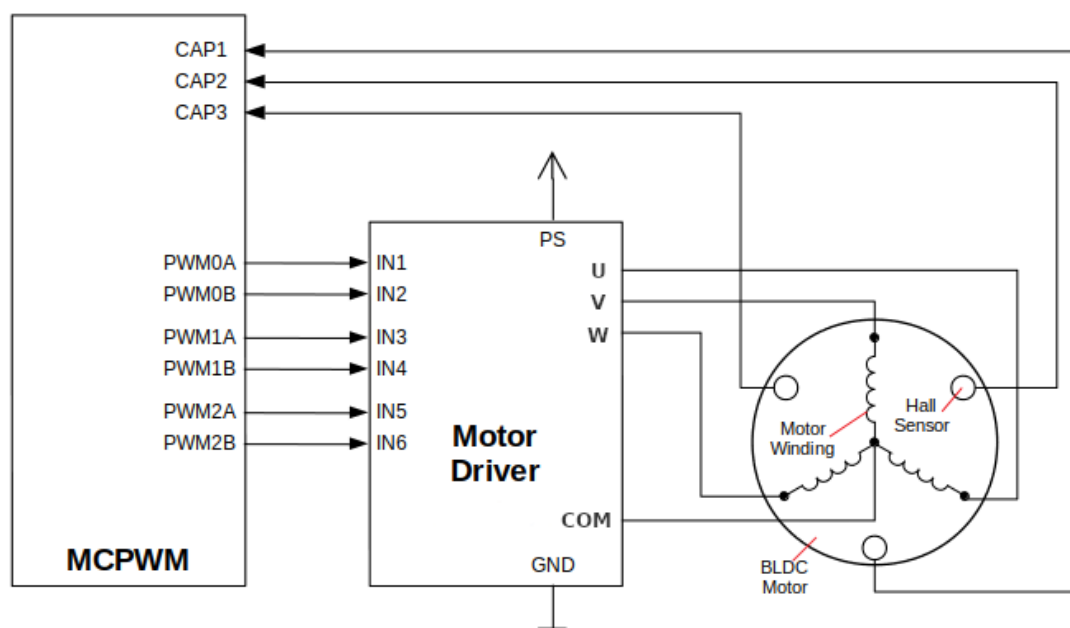 CAP1
CAP2
CAP3
PWM0A
PWM0B
PWM1A
PWM1B
PWM2A
PWM2B
MCPWM
PS
IN1
IN2
IN3
IN4
IN5
IN6
U
V
W
Motor
Driver
COM
GND
Motor
Winding
Hall
Sensor
BLDC
Motor